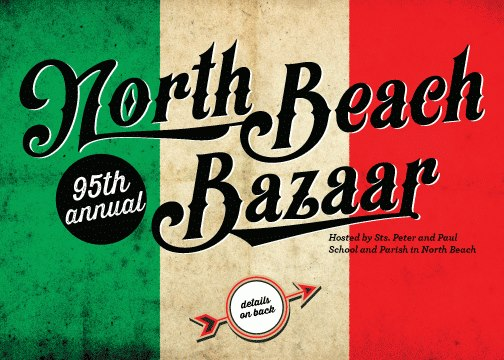 North Beach
Bazaar
95th
annual
Hosted by Sts. Peter and Paul
School and Parish in North Beach
details
on back